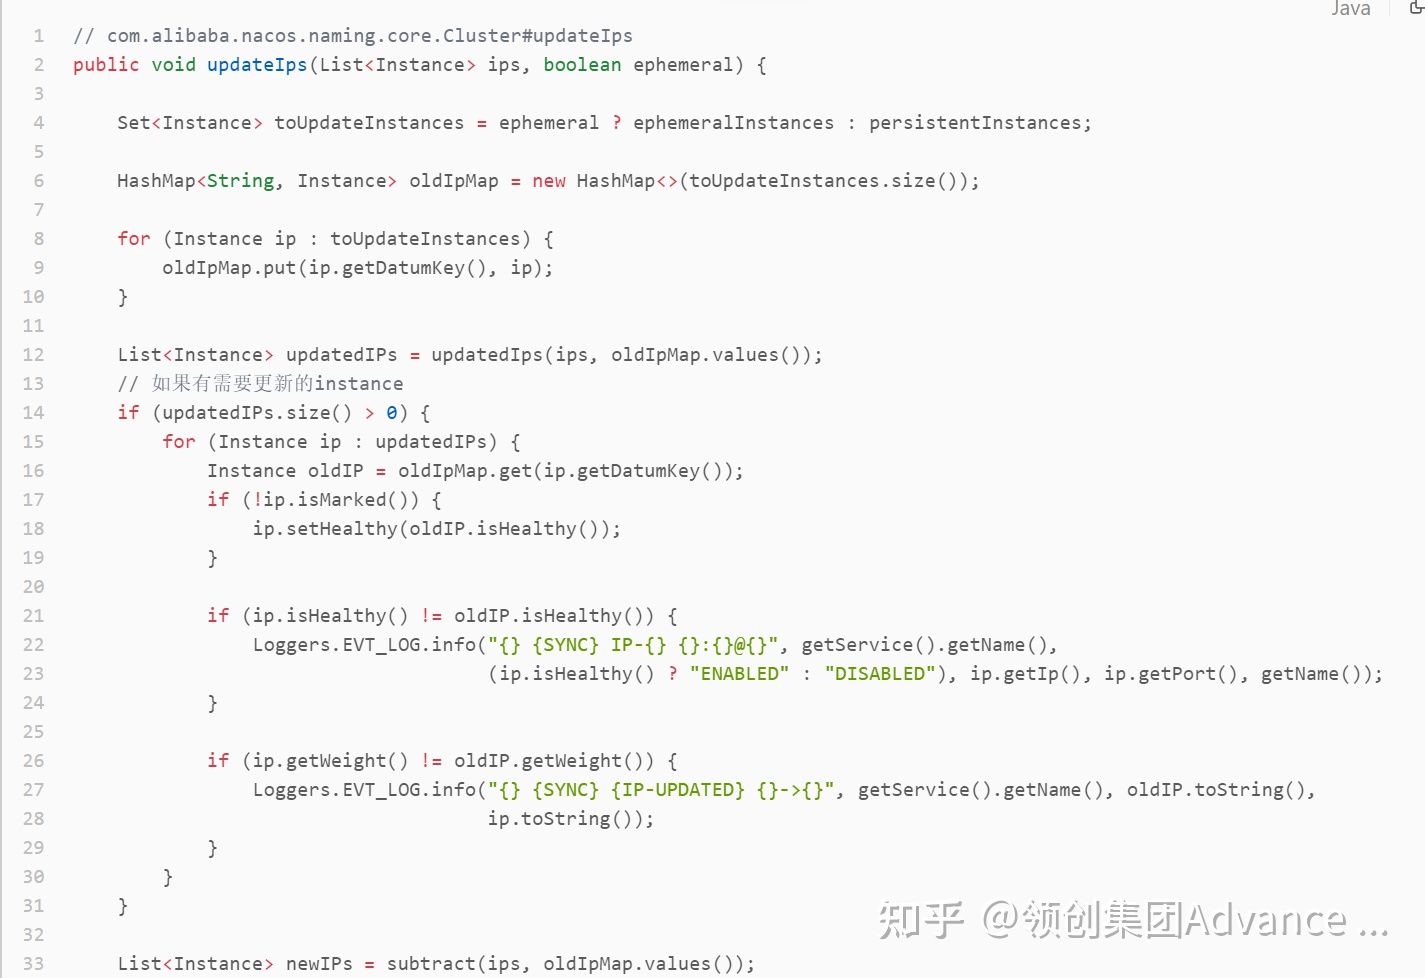 Java
1 // com.alibaba.nacos.naming.core.Cluster#updateIps
2 public void updateIps(List<Instance> ips, boolean ephemeral) {
3
4     Set<Instance> toUpdateInstances = ephemeral ? ephemeralInstances : persistentInstances;
5
6     HashMap<String, Instance> oldIpMap = new HashMap<>(toUpdateInstances.size());
7
8     for (Instance ip : toUpdateInstances) {
9         oldIpMap.put(ip.getDatumKey(), ip);
10     }
11
12     List<Instance> updatedIPs = updatedIps(ips, oldIpMap.values());
13     // 如果有需要更新的instance
14     if (updatedIPs.size() > 0) {
15         for (Instance ip : updatedIPs) {
16             Instance oldIP = oldIpMap.get(ip.getDatumKey());
17             if (!ip.isMarked()) {
18                 ip.setHealthy(oldIP.isHealthy());
19             }
20
21             if (ip.isHealthy() != oldIP.isHealthy()) {
22                 Loggers.EVT_LOG.info("{} {SYNC} IP-{} {}:{}@{}", getService().getName(),
23                                      (ip.isHealthy() ? "ENABLED" : "DISABLED"), ip.getIp(), ip.getPort(), getName());
24             }
25
26             if (ip.getWeight() != oldIP.getWeight()) {
27                 Loggers.EVT_LOG.info("{} {SYNC} {IP-UPDATED} {}->{}", getService().getName(), oldIP.toString(),
28                                      ip.toString());
29             }
30         }
31     }
32
33     List<Instance> newIPs = subtract(ips, oldIpMap.values());
知乎 @领创集团Advance ...